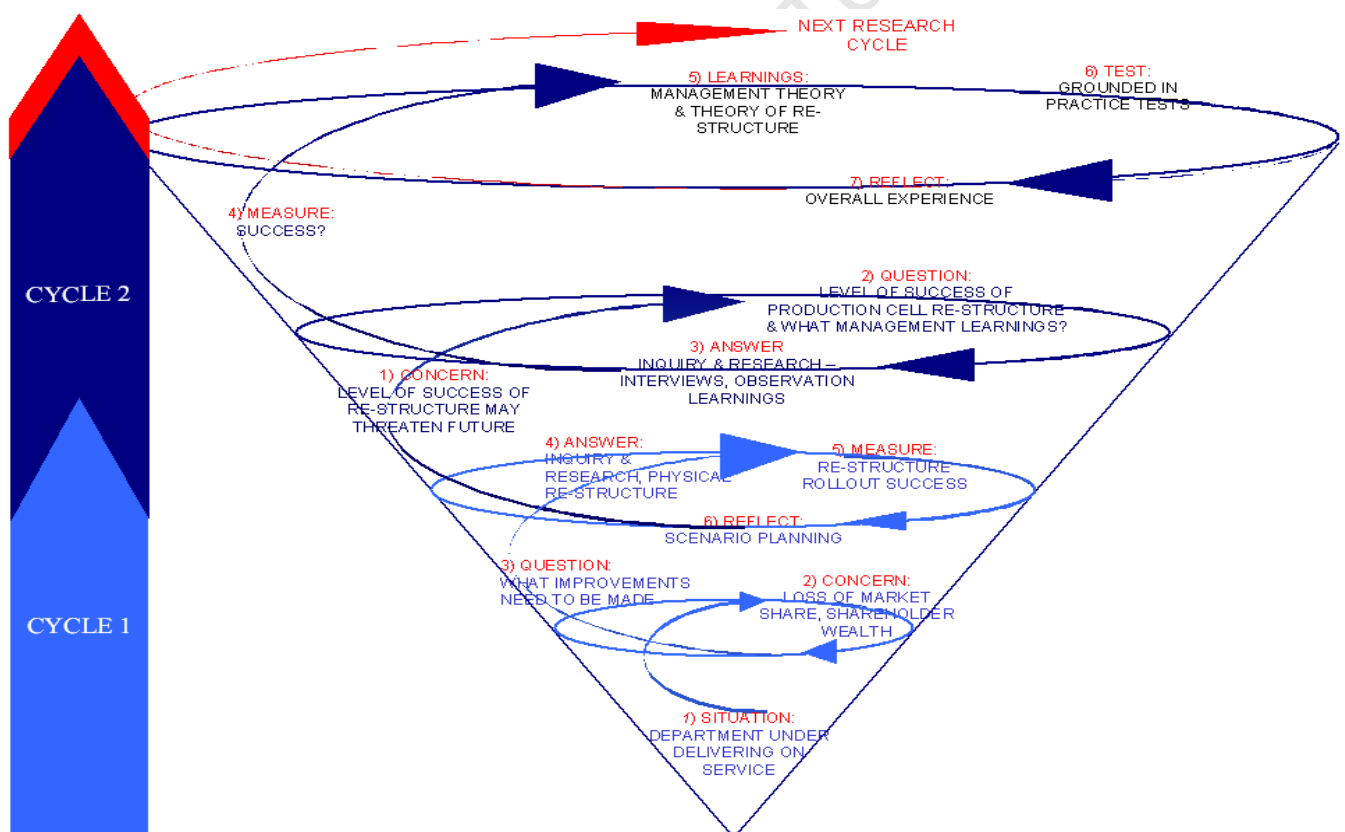 NEXT RESEARCH
CYCLE
5) LEARNINGS:
MANAGEMENT THEORY
& THEORY OF RE-
STRUCTURE
6) TEST:
GROUNDED IN
PRACTICE TESTS
7) REFLECT:
OVERALL EXPERIENCE
4) MEASURE:
SUCCESS?
CYCLE 2
2) QUESTION:
LEVEL OF SUCCESS OF
PRODUCTION CELL RE-STRUCTURE
& WHAT MANAGEMENT LEARNINGS?
3) ANSWER
INQUIRY & RESEARCH –
INTERVIEWS, OBSERVATION
LEARNINGS
1) CONCERN:
LEVEL OF SUCCESS OF
RE-STRUCTURE MAY
THREATEN FUTURE
4) ANSWER:
INQUIRY &
RESEARCH, PHYSICAL
RE-STRUCTURE
5) MEASURE:
RE-STRUCTURE
ROLLOUT SUCCESS
6) REFLECT:
SCENARIO PLANNING
3) QUESTION:
WHAT IMPROVEMENTS
NEED TO BE MADE
2) CONCERN:
LOSS OF MARKET
SHARE, SHAREHOLDER
WEALTH
CYCLE 1
1) SITUATION:
DEPARTMENT UNDER
DELIVERING ON
SERVICE